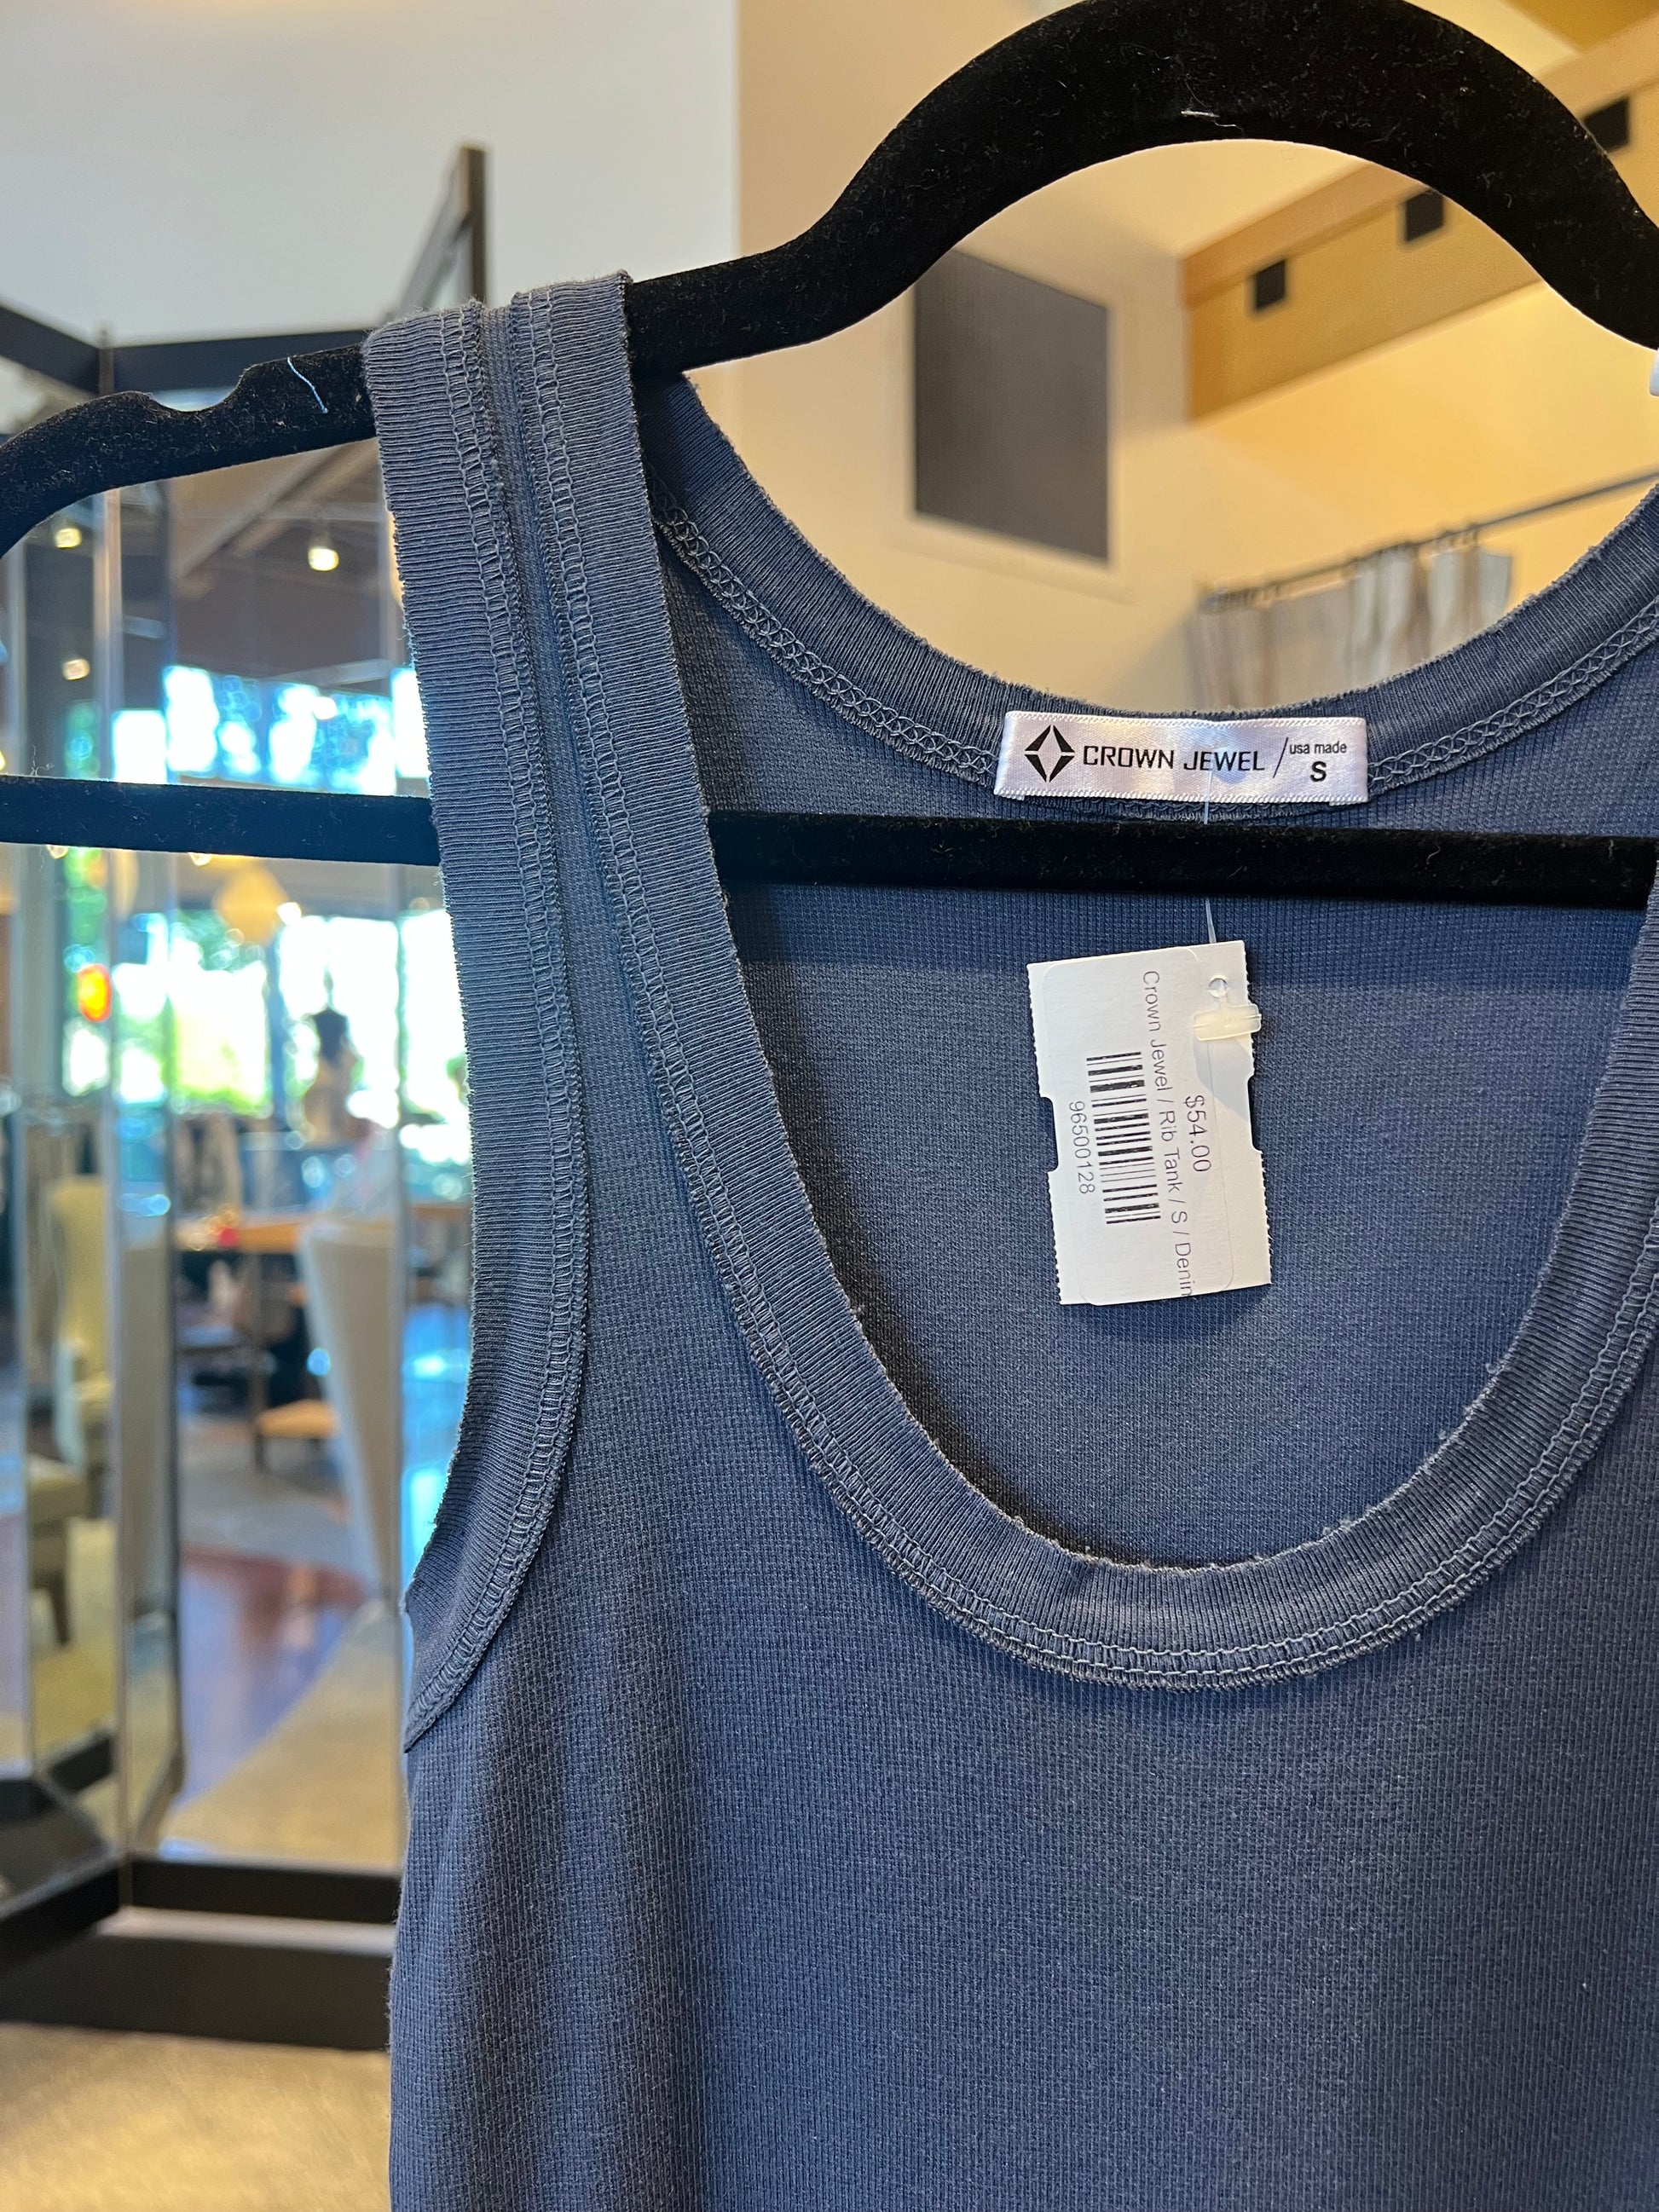 CROWN JEWEL / usa made
S
$54.00
Crown Jewel / Rib Tank / S / Denim
96500128